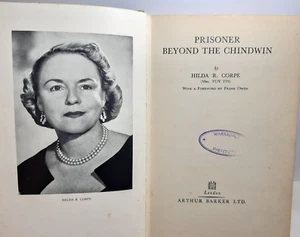 HILDA R. CORPE
PRISONER
BEYOND THE CHINDWIN
by
HILDA R. CORPE
WITH A FOREWORD BY FRANK OWEN
London
ARTHUR BARKER LTD.